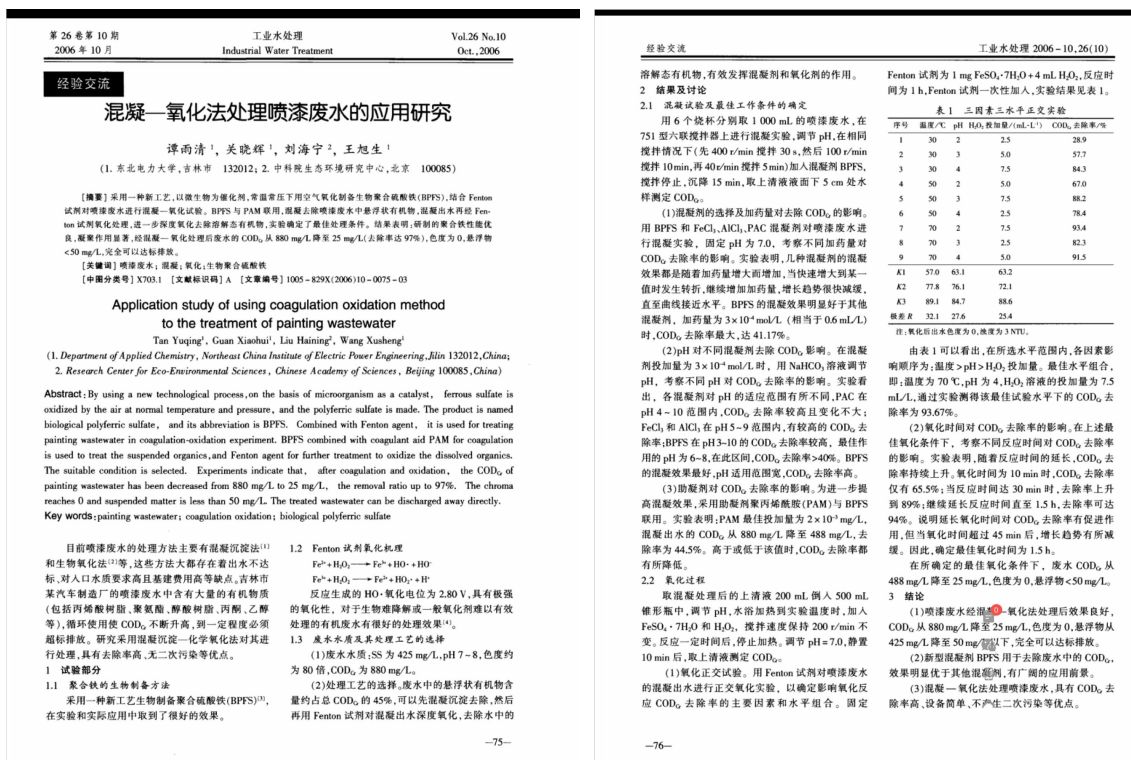 第 26 卷第 10 期
2006 年 10 月
工业水处理
Industrial Water Treatment
Vol.26 No.10
Oct.,2006
经验交流
混凝—氧化法处理喷漆废水的应用研究
谭雨清¹, 关晓辉¹, 刘海宁², 王旭生¹
(1. 东北电力大学,吉林市 132012; 2. 中科院生态环境研究中心,北京 100085)
[摘要] 采用一种新工艺,以微生物为催化剂,常温常压下用空气氧化制备生物聚合硫酸铁(BPFS),结合 Fenton
试剂对喷漆废水进行混凝—氧化试验。BPFS 与 PAM 联用,混凝去除喷漆废水中悬浮状有机物,混凝出水再经 Fen-
ton 试剂氧化处理,进一步深度氧化去除溶解态有机物,实验确定了最佳处理条件。结果表明:研制的聚合铁性能优
良,凝聚作用显著,经混凝—氧化处理后废水的 CODCr 从 880 mg/L 降至 25 mg/L(去除率达 97%),色度为 0,悬浮物
<50 mg/L,完全可以达标排放。
[关键词] 喷漆废水; 混凝; 氧化;生物聚合硫酸铁
[中图分类号] X703.1 [文献标识码] A [文章编号] 1005-829X(2006)10-0075-03
Application study of using coagulation oxidation method
to the treatment of painting wastewater
Tan Yuqing¹, Guan Xiaohui¹, Liu Haining², Wang Xusheng¹
(1. Department of Applied Chemistry, Northeast China Institute of Electric Power Engineering,Jilin 132012,China;
2. Research Center for Eco-Environmental Sciences, Chinese Academy of Sciences, Beijing 100085,China)
Abstract: By using a new technological process,on the basis of microorganism as a catalyst, ferrous sulfate is
oxidized by the air at normal temperature and pressure, and the polyferric sulfate is made. The product is named
biological polyferric sulfate, and its abbreviation is BPFS. Combined with Fenton agent, it is used for treating
painting wastewater in coagulation-oxidation experiment. BPFS combined with coagulant aid PAM for coagulation
is used to treat the suspended organics,and Fenton agent for further treatment to oxidize the dissolved organics.
The suitable condition is selected. Experiments indicate that, after coagulation and oxidation, the CODCr of
painting wastewater has been decreased from 880 mg/L to 25 mg/L, the removal ratio up to 97%. The chroma
reaches 0 and suspended matter is less than 50 mg/L. The treated wastewater can be discharged away directly.
Key words:painting wastewater; coagulation oxidation; biological polyferric sulfate
目前喷漆废水的处理方法主要有混凝沉淀法[1]
和生物氧化法[2]等,这些方法大都存在着出水不达
标、对入口水质要求高且基建费用高等缺点。吉林市
某汽车制造厂的喷漆废水中含有大量的有机物质
(包括丙烯酸树脂、聚氨酯、醇酸树脂、丙酮、乙醇
等),循环使使 CODCr 不断升高,到一定程度必须
超标排放。研究采用混凝沉淀—化学氧化法对其进
行处理,具有去除率高、无二次污染等优点。
1 试验部分
1.1 聚合铁的生物制备方法
采用一种新工艺生物制备聚合硫酸铁(BPFS)[3],
在实验和实际应用中取到了很好的效果。
1.2 Fenton 试剂氧化机理
Fe²⁺+H₂O₂—→Fe³⁺+HO·+HO⁻
Fe³⁺+H₂O₂—→Fe²⁺+HO₂·+H⁺
反应生成的 HO·氧化电位为 2.80 V,具有极强
的氧化性, 对于生物难降解或一般氧化剂难以有效
处理的有机废水有很好的处理效果[4]。
1.3 废水水质及其处理工艺的选择
(1)废水水质:SS 为 425 mg/L,pH 7~8,色度约
为 80 倍,CODCr 为 880 mg/L。
(2)处理工艺的选择。废水中的悬浮状有机物含
量约占总 CODCr 的 45%,可以先混凝沉淀去除,然后
再用 Fenton 试剂对混凝出水深度氧化,去除水中的
—75—
经验交流
工业水处理 2006-10,26(10)
溶解态有机物,有效发挥混凝剂和氧化剂的作用。
2 结果及讨论
2.1 混凝试验及最佳工作条件的确定
用 6 个烧杯分别取 1 000 mL 的喷漆废水,在
751 型六联搅拌器上进行混凝实验,调节 pH,在相同
搅拌情况下(先 400 r/min 搅拌 30 s,然后 100 r/min
搅拌 10min,再 40r/min 搅拌 5min)加入混凝剂 BPFS,
搅拌停止,沉降 15 min,取上清液液面下 5 cm 处水
样测定 CODCr。
(1)混凝剂的选择及加药量对去除 CODCr 的影响。
用 BPFS 和 FeCl₃、AlCl₃、PAC 混凝剂对喷漆废水进
行混凝实验, 固定 pH 为 7.0, 考察不同加药量对
CODCr 去除率的影响。实验表明,几种混凝剂的混凝
效果都是随着加药量增大而增加,当快速增大到某一
值时发生转折,继续增加加药量,增长趋势很快减缓,
直至曲线接近水平。BPFS 的混凝效果明显好于其他
混凝剂, 加药量为 3×10⁻⁴ mol/L (相当于 0.6 mL/L)
时,CODCr 去除率最大,达 41.17%。
(2)pH 对不同混凝剂去除 CODCr 影响。在混凝
剂投加量为 3×10⁻⁴ mol/L 时, 用 NaHCO₃ 溶液调节
pH, 考察不同 pH 对 CODCr 去除率的影响。实验看
出, 各混凝剂对 pH 的适应范围有所不同,PAC 在
pH 4~10 范围内,CODCr 去除率较高且变化不大;
FeCl₃ 和 AlCl₃ 在 pH 5~9 范围内,有较高的 CODCr 去
除率;BPFS 在 pH3~10 的 CODCr 去除率较高, 最佳作
用的 pH 为 6~8,在此区间,CODCr 去除率>40%。BPFS
的混凝效果最好,pH 适用范围宽,CODCr 去除率高。
(3)助凝剂对 CODCr 去除率的影响。为进一步提
高混凝效果,采用助凝剂聚丙烯酰胺(PAM)与 BPFS
联用。实验表明:PAM 最佳投加量为 2×10⁻³ mg/L,
混凝出水的 CODCr 从 880 mg/L 降至 488 mg/L,去
除率为 44.5%。高于或低于该值时,CODCr 去除率都
有所降低。
2.2 氧化过程
取混凝处理后的上清液 200 mL 倒入 500 mL
锥形瓶中,调节 pH,水浴加热到实验温度时,加入
FeSO₄·7H₂O 和 H₂O₂, 搅拌速度保持 200 r/min 不
变。反应一定时间后,停止加热。调节 pH=7.0,静置
10 min 后,取上清液测定 CODCr。
(1)氧化正交试验。用 Fenton 试剂对喷漆废水
的混凝出水进行正交氧化实验, 以确定影响氧化反
应 CODCr 去除率的主要因素和水平组合。固定
Fenton 试剂为 1 mg FeSO₄·7H₂O+4 mL H₂O₂,反应时
间为 1 h,Fenton 试剂一次性加入,实验结果见表 1。
表 1 三因素三水平正交实验
序号 温度/℃ pH H₂O₂ 投加量/(mL·L⁻¹) CODCr 去除率/%
1 30 2 2.5 28.9
2 30 3 5.0 57.7
3 30 4 7.5 84.3
4 50 2 5.0 67.0
5 50 3 7.5 88.2
6 50 4 2.5 78.4
7 70 2 7.5 93.4
8 70 3 2.5 82.3
9 70 4 5.0 91.5
K1 57.0 63.1 63.2
K2 77.8 76.1 72.1
K3 89.1 84.7 88.6
极差 R 32.1 27.6 25.4
注:氧化后出水色度为 0,浊度为 3 NTU。
由表 1 可以看出,在所选水平范围内,各因素影
响顺序为:温度>pH>H₂O₂ 投加量。最佳水平组合,
即:温度为 70 ℃,pH 为 4,H₂O₂ 溶液的投加量为 7.5
mL/L,通过实验测得该最佳试验水平下的 CODCr 去
除率为 93.67%。
(2)氧化时间对 CODCr 去除率的影响。在上述最
佳氧化条件下, 考察不同反应时间对 CODCr 去除率
的影响。实验表明,随着反应时间的延长,CODCr 去
除率持续上升。氧化时间为 10 min 时,CODCr 去除率
仅有 65.5%;当反应时间达 30 min 时,去除率上升
到 89%;继续延长反应时间直至 1.5 h,去除率可达
94%。说明延长氧化时间对 CODCr 去除率有促进作
用,但当氧化时间超过 45 min 后,增长趋势有所减
缓。因此,确定最佳氧化时间为 1.5 h。
在所确定的最佳氧化条件下, 废水 CODCr 从
488 mg/L 降至 25 mg/L,色度为 0,悬浮物<50 mg/L。
3 结论
(1)喷漆废水经混 0 —氧化法处理后效果良好,
CODCr 从 880 mg/L 降至 25 mg/L,色度为 0,悬浮物从
425 mg/L 降至 50 mg/ 以下,完全可以达标排放。
(2)新型混凝剂 BPFS 用于去除废水中的 CODCr,
效果明显优于其他混凝剂,有广阔的应用前景。
(3)混凝—氧化法处理喷漆废水,具有 CODCr 去
除率高、设备简单、不产生二次污染等优点。
—76—